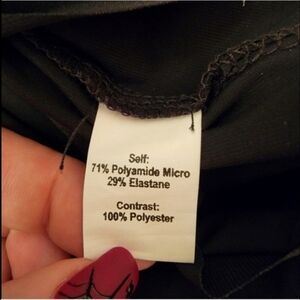 Self:
71% Polyamide Micro
29% Elastane
Contrast:
100% Polyester